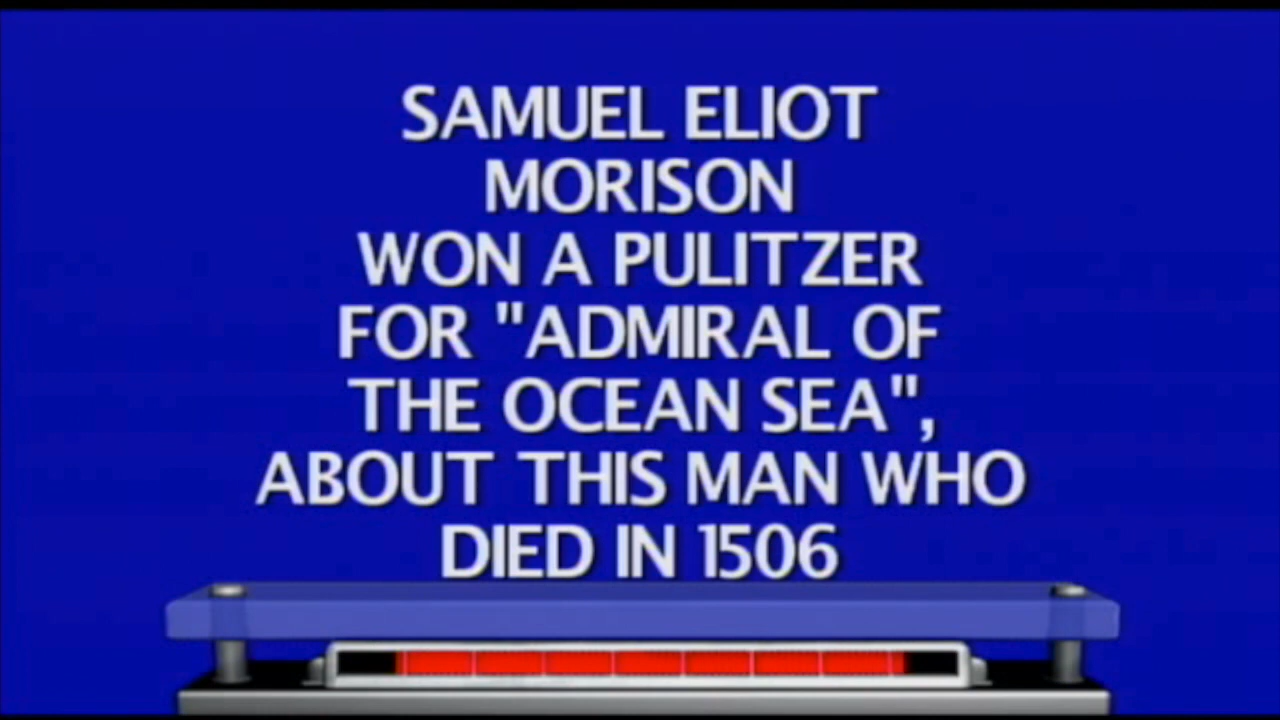 SAMUEL ELIOT
MORISON
WON A PULITZER
FOR "ADMIRAL OF
THE OCEAN SEA",
ABOUT THIS MAN WHO
DIED IN 1506